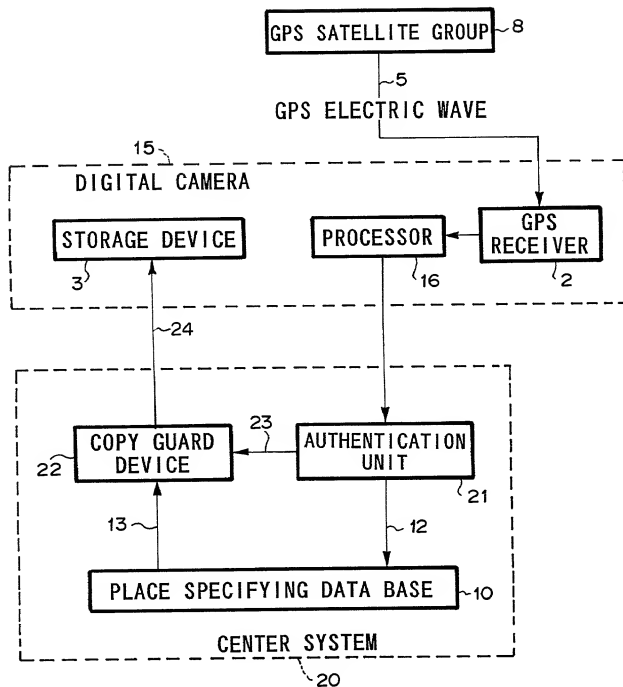 GPS SATELLITE GROUP
8
5
GPS ELECTRIC WAVE
15
DIGITAL CAMERA
STORAGE DEVICE
3
PROCESSOR
16
GPS
RECEIVER
2
24
COPY GUARD
DEVICE
22
23
AUTHENTICATION
UNIT
21
13
12
PLACE SPECIFYING DATA BASE
10
CENTER SYSTEM
20